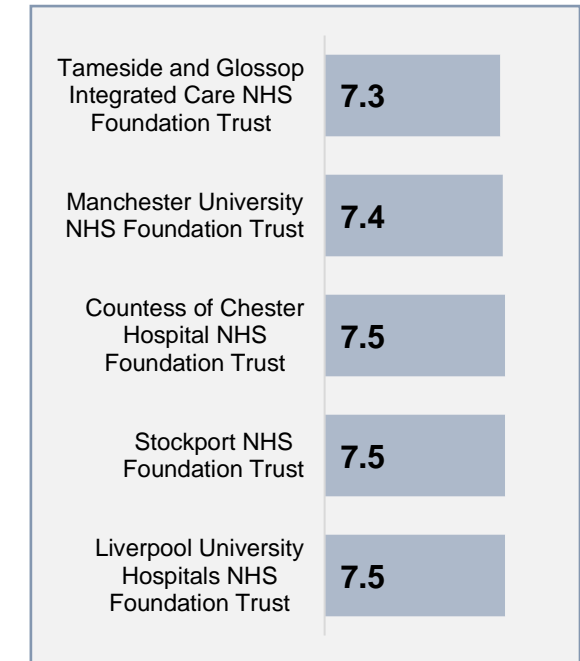 Tameside and Glossop
Integrated Care NHS
Foundation Trust
7.3
Manchester University
NHS Foundation Trust
7.4
Countess of Chester
Hospital NHS
Foundation Trust
7.5
Stockport NHS
Foundation Trust
7.5
Liverpool University
Hospitals NHS
Foundation Trust
7.5